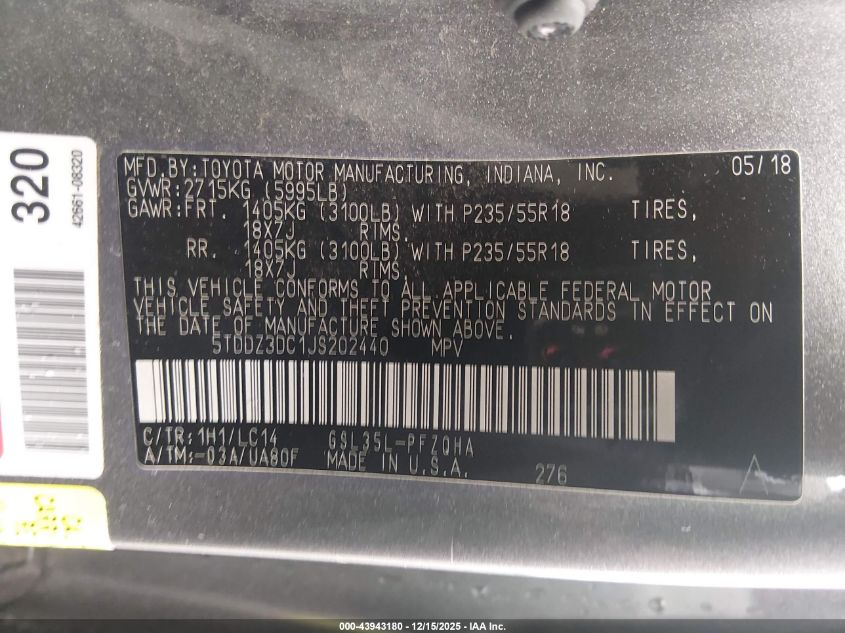 320
42661-08320
MFD.BY:TOYOTA MOTOR MANUFACTURING, INDIANA, INC. 05/18
GVWR:2715KG (5995LB)
GAWR:FRT. 1405KG (3100LB) WITH P235/55R18 TIRES,
18X7J RIMS.
RR. 1405KG (3100LB) WITH P235/55R18 TIRES,
18X7J RIMS.
THIS VEHICLE CONFORMS TO ALL APPLICABLE FEDERAL MOTOR
VEHICLE SAFETY AND THEFT PREVENTION STANDARDS IN EFFECT ON
THE DATE OF MANUFACTURE SHOWN ABOVE.
5TDDZ3DC1JS202440 MPV
C/TR:1H1/LC14 GSL35L-PFZQHA
A/TM:-03A/UA80F MADE IN U.S.A. 276
A
000-43943180 - 12/15/2025 - IAA Inc.